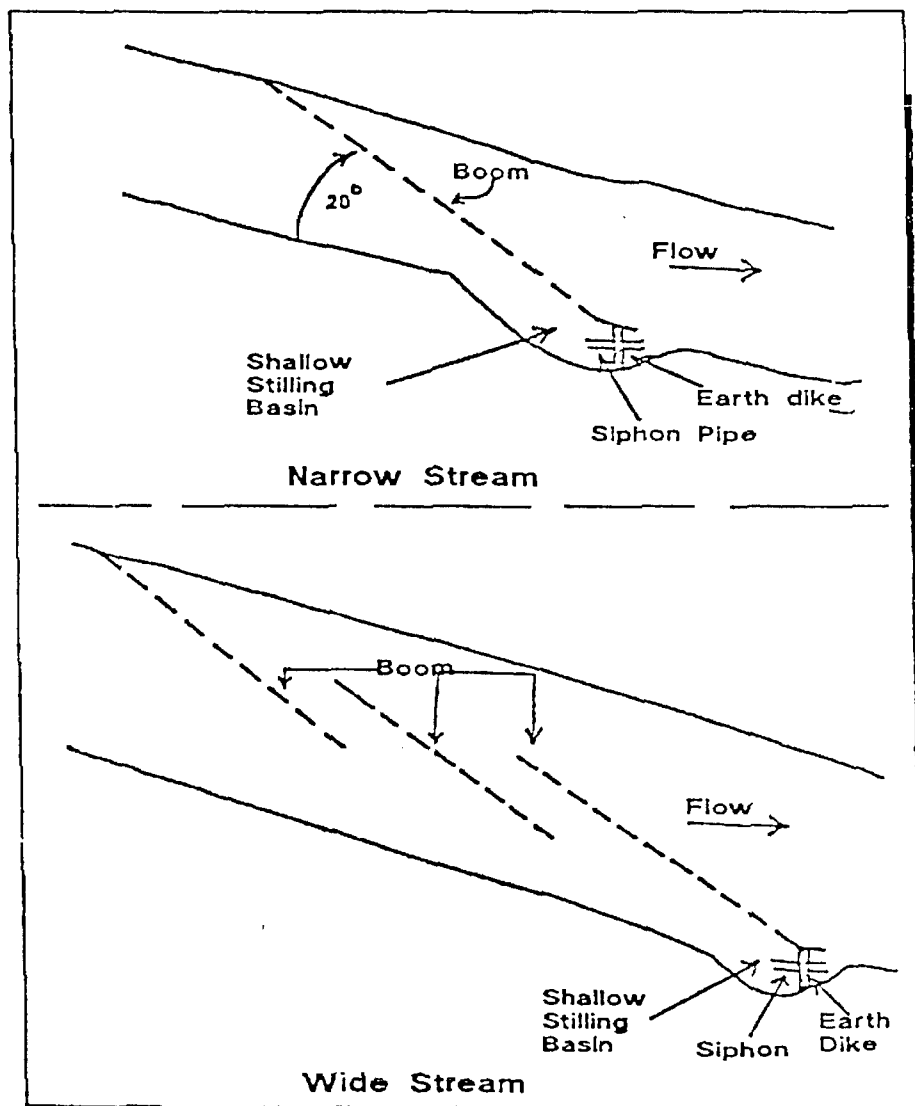 Boom
20°
Flow
Shallow
Stilling
Basin
Earth dike
Siphon Pipe
Narrow Stream
Boom
Flow
Shallow
Stilling
Basin
Siphon
Earth
Dike
Wide Stream